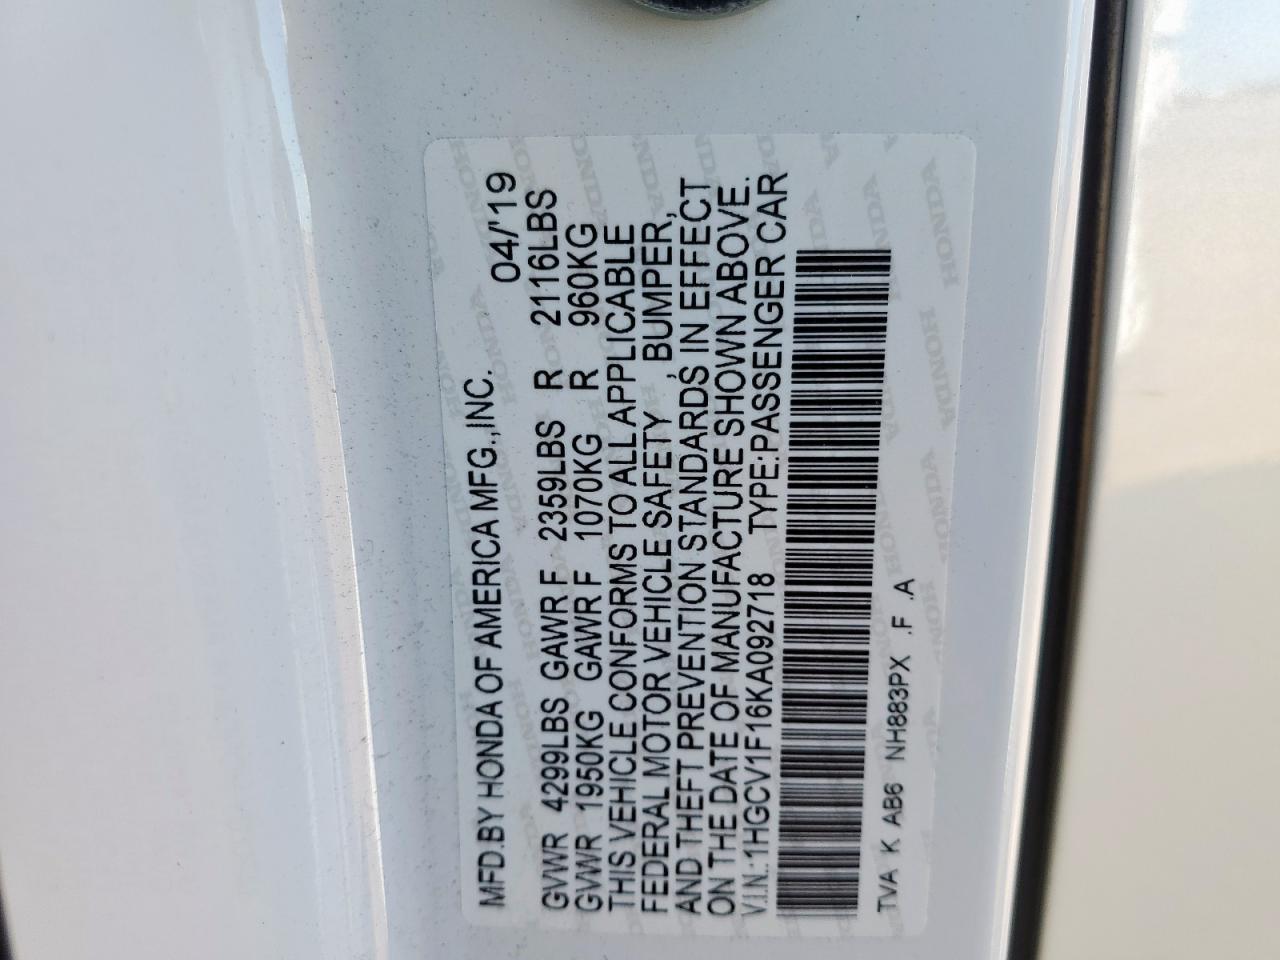 MFD.BY HONDA OF AMERICA MFG.,INC. 04/'19
GVWR 4299LBS GAWR F 2359LBS R 2116LBS
GVWR 1950KG GAWR F 1070KG R 960KG
THIS VEHICLE CONFORMS TO ALL APPLICABLE
FEDERAL MOTOR VEHICLE SAFETY , BUMPER,
AND THEFT PREVENTION STANDARDS IN EFFECT
ON THE DATE OF MANUFACTURE SHOWN ABOVE.
V.I.N.:1HGCV1F16KA092718 TYPE:PASSENGER CAR
TVA K AB6 NH883PX .F .A